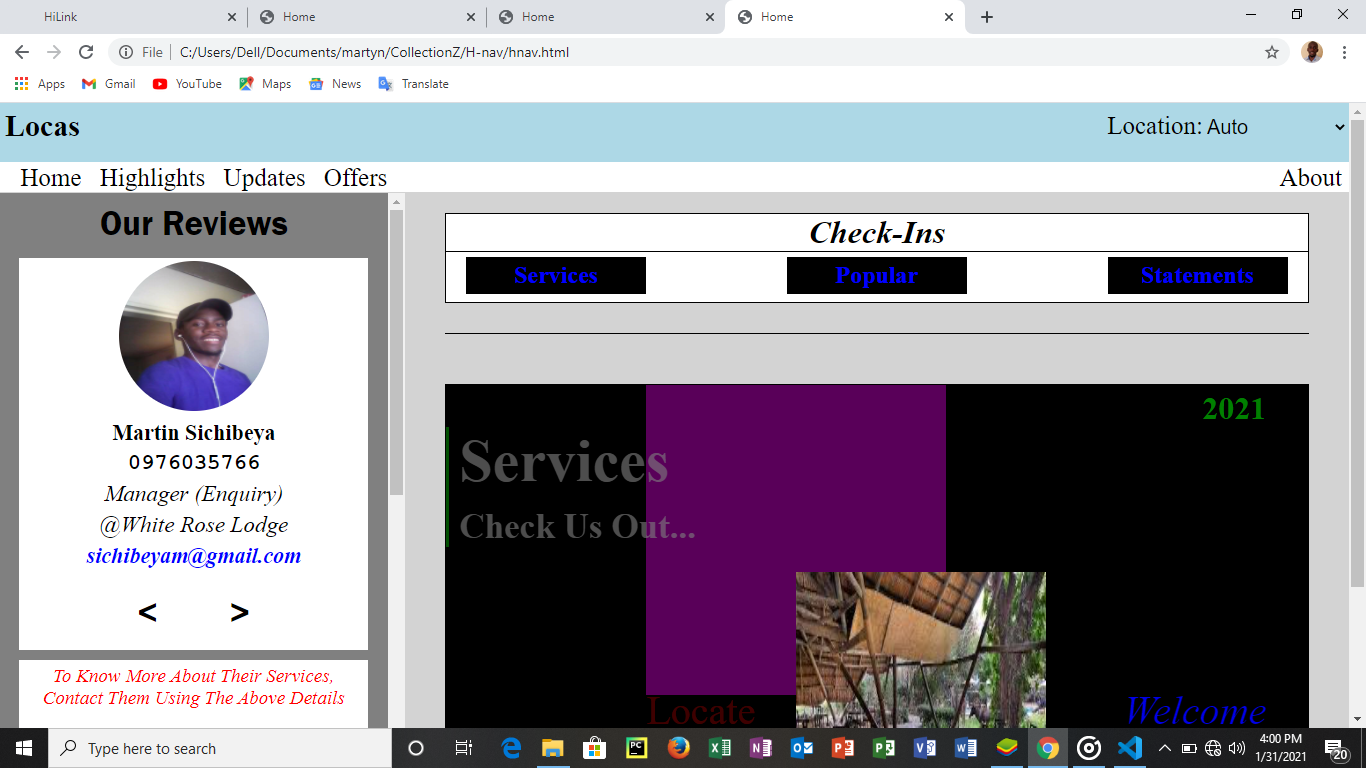 HiLink
Home
Home
Home
File
C:/Users/Dell/Documents/martyn/CollectionZ/H-nav/hnav.html
Apps Gmail YouTube Maps News Translate
Locas
Location: Auto
Home Highlights Updates Offers
About
Our Reviews
Martin Sichibeya
0976035766
Manager (Enquiry)
@White Rose Lodge
sichibeyam@gmail.com
< >
To Know More About Their Services,
Contact Them Using The Above Details
Check-Ins
Services Popular Statements
2021
Services
Check Us Out...
Locate
Welcome
Type here to search
4:00 PM
1/31/2021
20